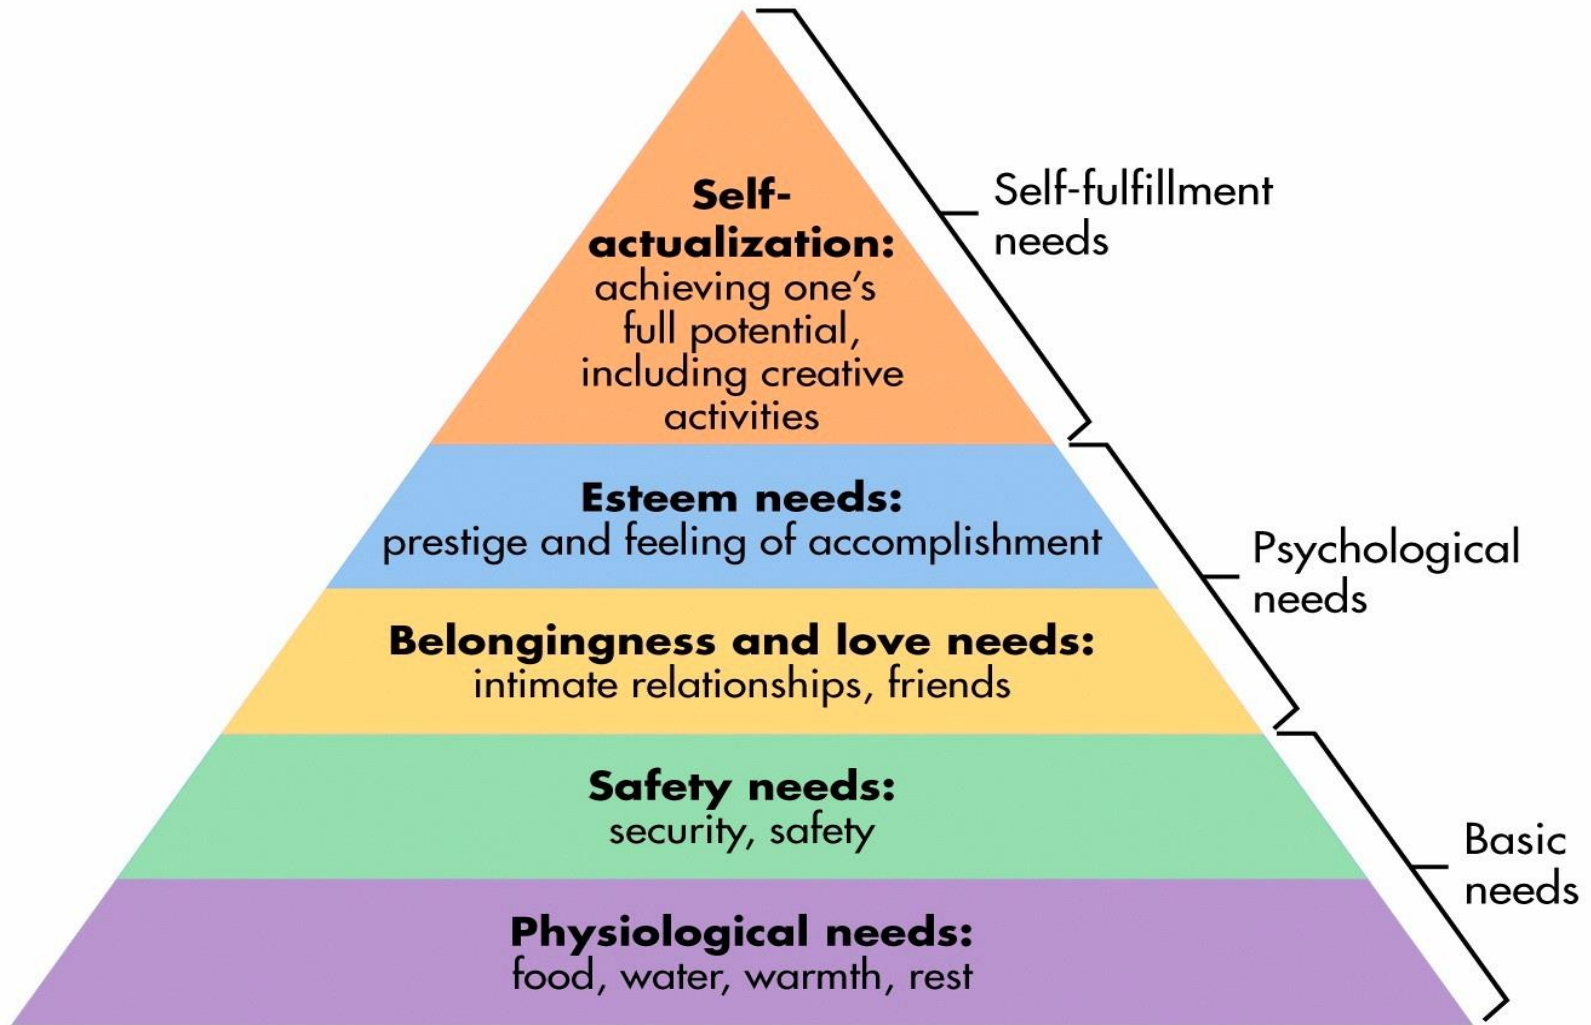 Self-
actualization:
achieving one's
full potential,
including creative
activities
Self-fulfillment
needs
Esteem needs:
prestige and feeling of accomplishment
Belongingness and love needs:
intimate relationships, friends
Psychological
needs
Safety needs:
security, safety
Physiological needs:
food, water, warmth, rest
Basic
needs